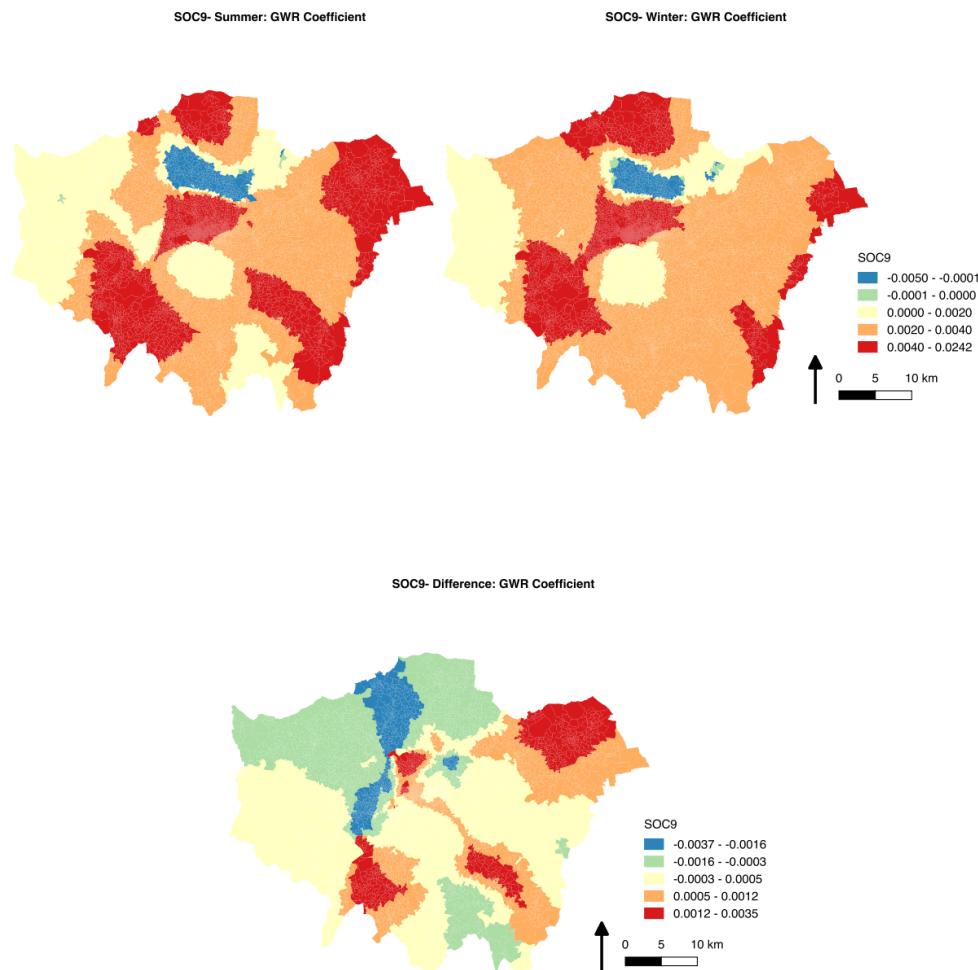 SOC9- Summer: GWR Coefficient
SOC9- Winter: GWR Coefficient
SOC9
-0.0050 - -0.0001
-0.0001 - 0.0000
0.0000 - 0.0020
0.0020 - 0.0040
0.0040 - 0.0242
0 5 10 km
SOC9- Difference: GWR Coefficient
SOC9
-0.0037 - -0.0016
-0.0016 - -0.0003
-0.0003 - 0.0005
0.0005 - 0.0012
0.0012 - 0.0035
0 5 10 km